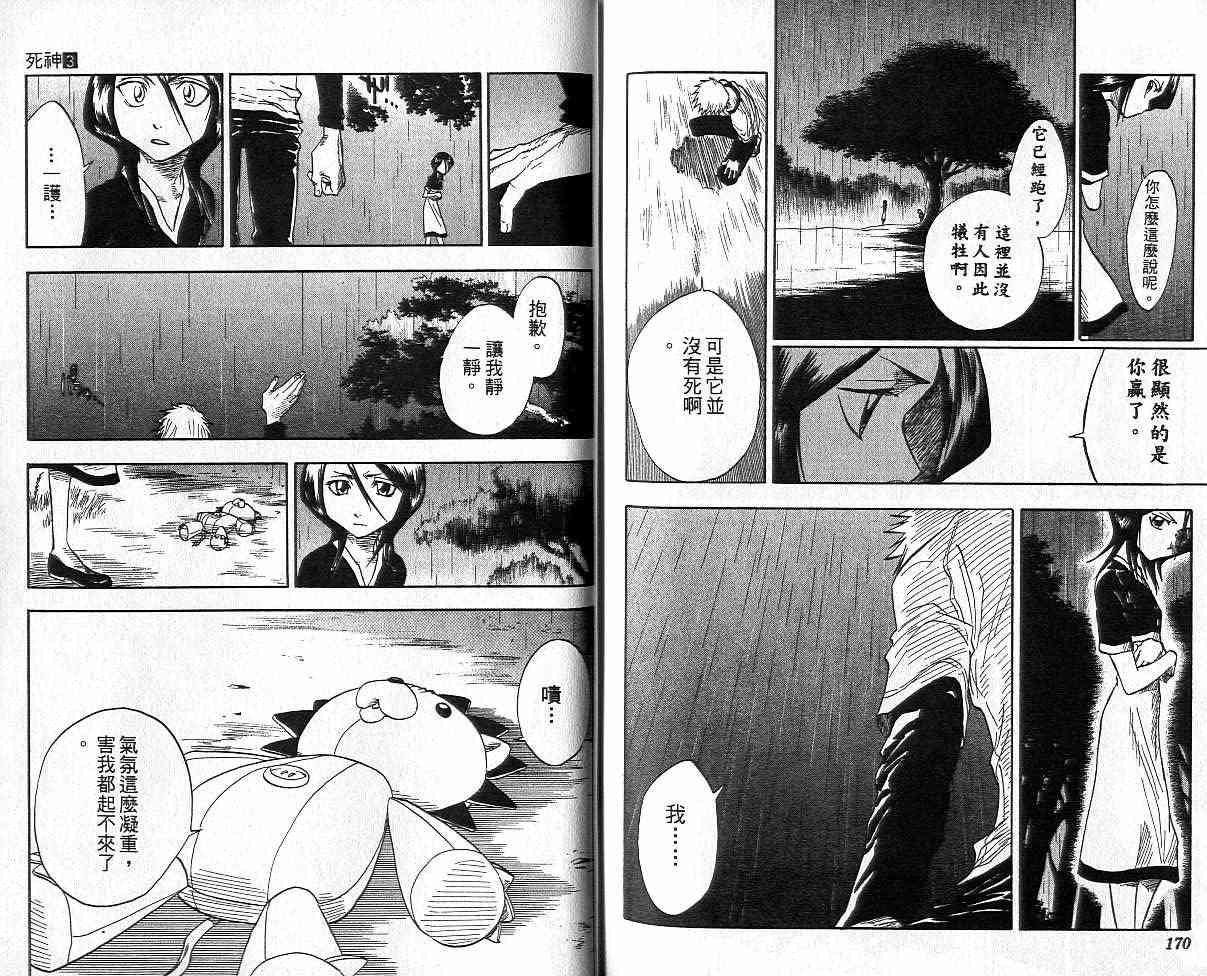 你怎麼這麼說呢。
它已經跑了，
這裡並沒
有人因此
犧牲啊。
很顯然的是
你贏了。
可是它並
沒有死啊
。
我……
170
死神3
…一護…
抱歉。
讓我靜
一靜。
嘖…
氣氛這麼凝重，
害我都起不來了
。